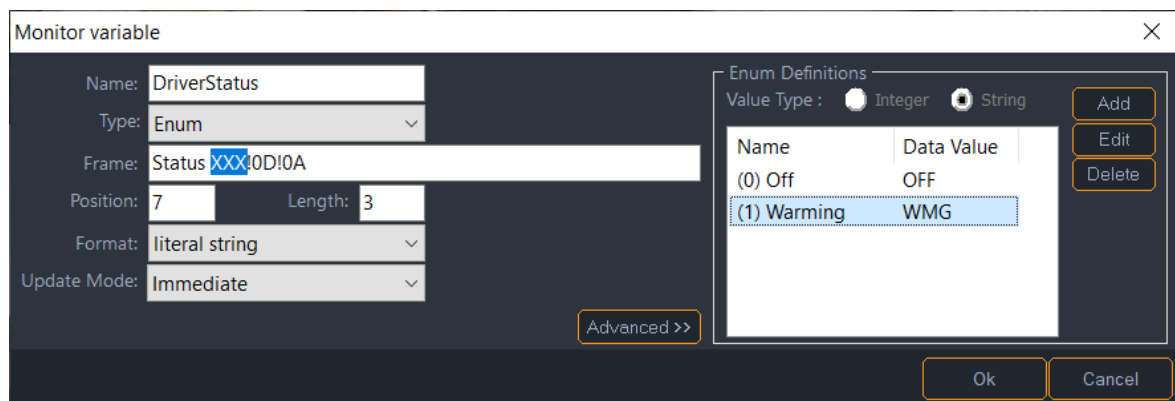 Monitor variable
Name: DriverStatus
Type: Enum
Frame: Status XXX!0D!0A
Position: 7 Length: 3
Format: literal string
Update Mode: Immediate
Advanced >>
Enum Definitions
Value Type : Integer String
Name Data Value
(0) Off OFF
(1) Warming WMG
Add
Edit
Delete
Ok Cancel